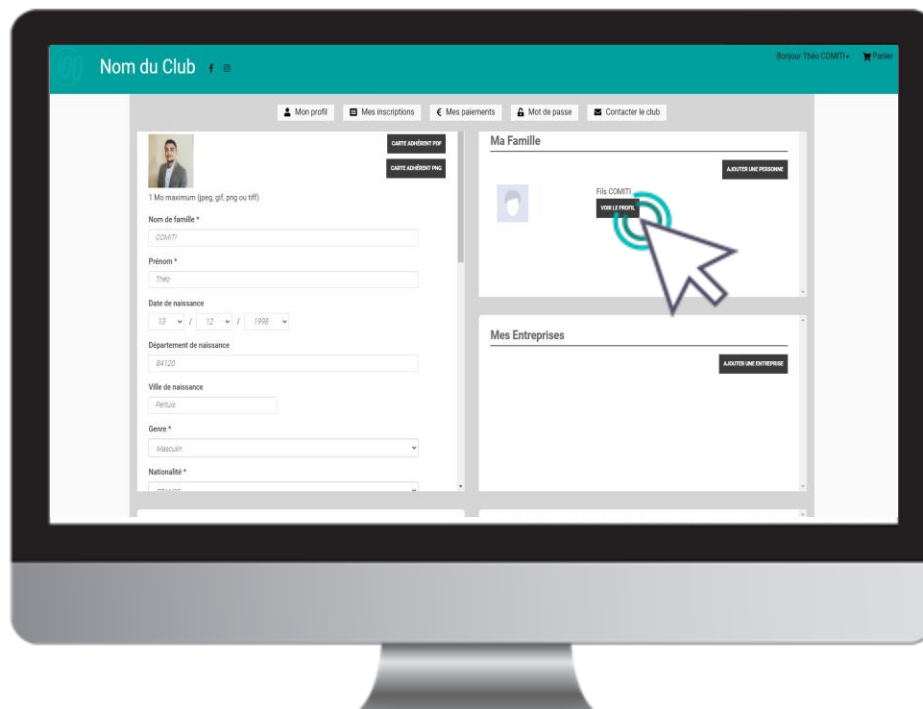 Nom du Club
Bonjour Théo COMITI
Panier
Mon profil
Mes inscriptions
€ Mes paiements
Mot de passe
Contacter le club
CARTE ADHÉRENT PDF
CARTE ADHÉRENT PNG
1 Mo maximum (jpeg, gif, png ou tiff)
Nom de famille *
COMITI
Prénom *
Théo
Date de naissance
13 / 12 / 1998
Département de naissance
84120
Ville de naissance
Pertuis
Genre *
Masculin
Nationalité *
Ma Famille
AJOUTER UNE PERSONNE
Fils COMITI
VOIR LE PROFIL
Mes Entreprises
AJOUTER UNE ENTREPRISE